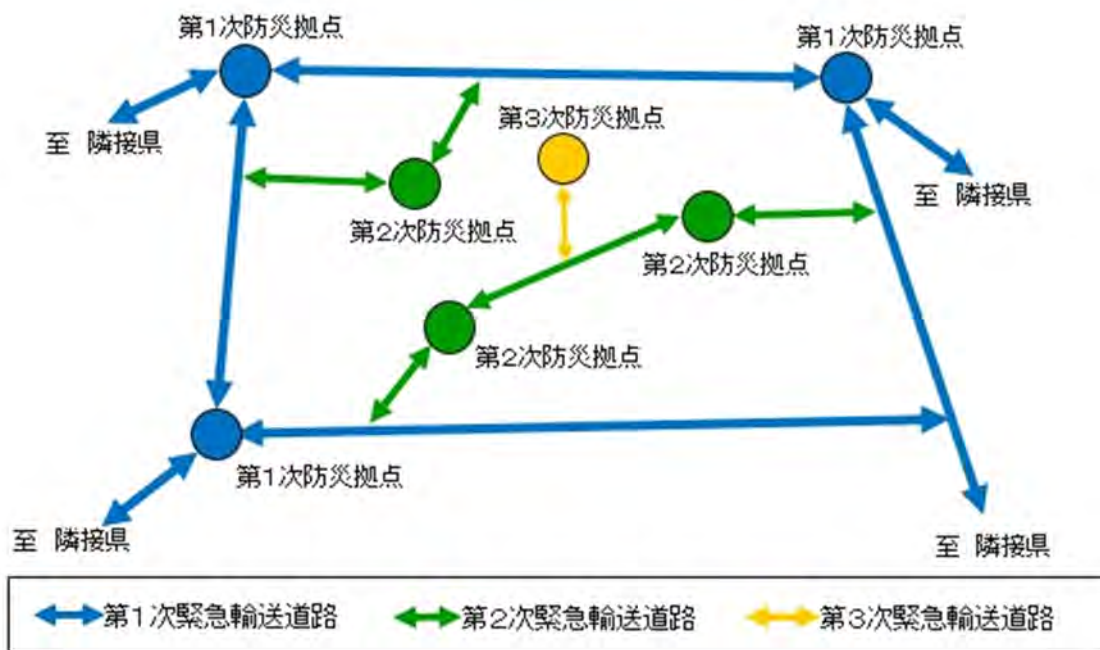 第1次防災拠点
第1次防災拠点
至 隣接県
第3次防災拠点
至 隣接県
第2次防災拠点
第2次防災拠点
第2次防災拠点
第1次防災拠点
至 隣接県
至 隣接県
第1次緊急輸送道路 第2次緊急輸送道路 第3次緊急輸送道路